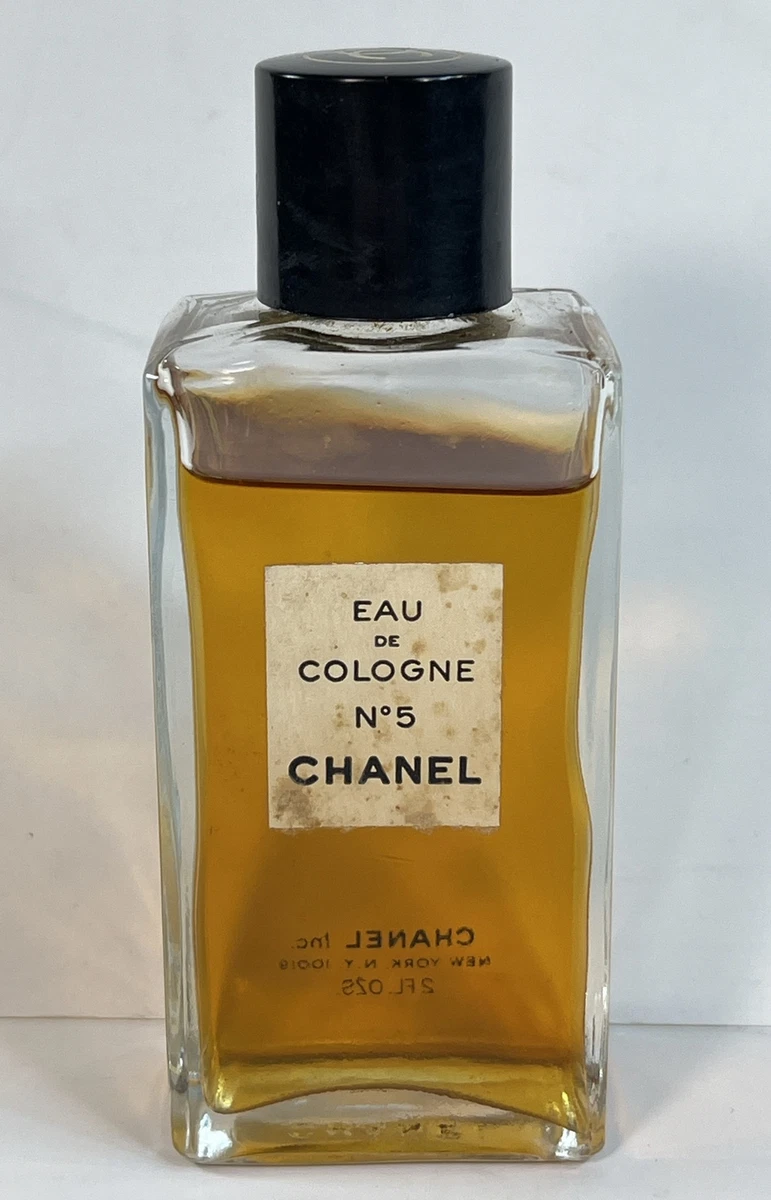 EAU
DE
COLOGNE
N°5
CHANEL
CHANEL Inc.
NEW YORK N.Y. 10019
2 FL. OZS.